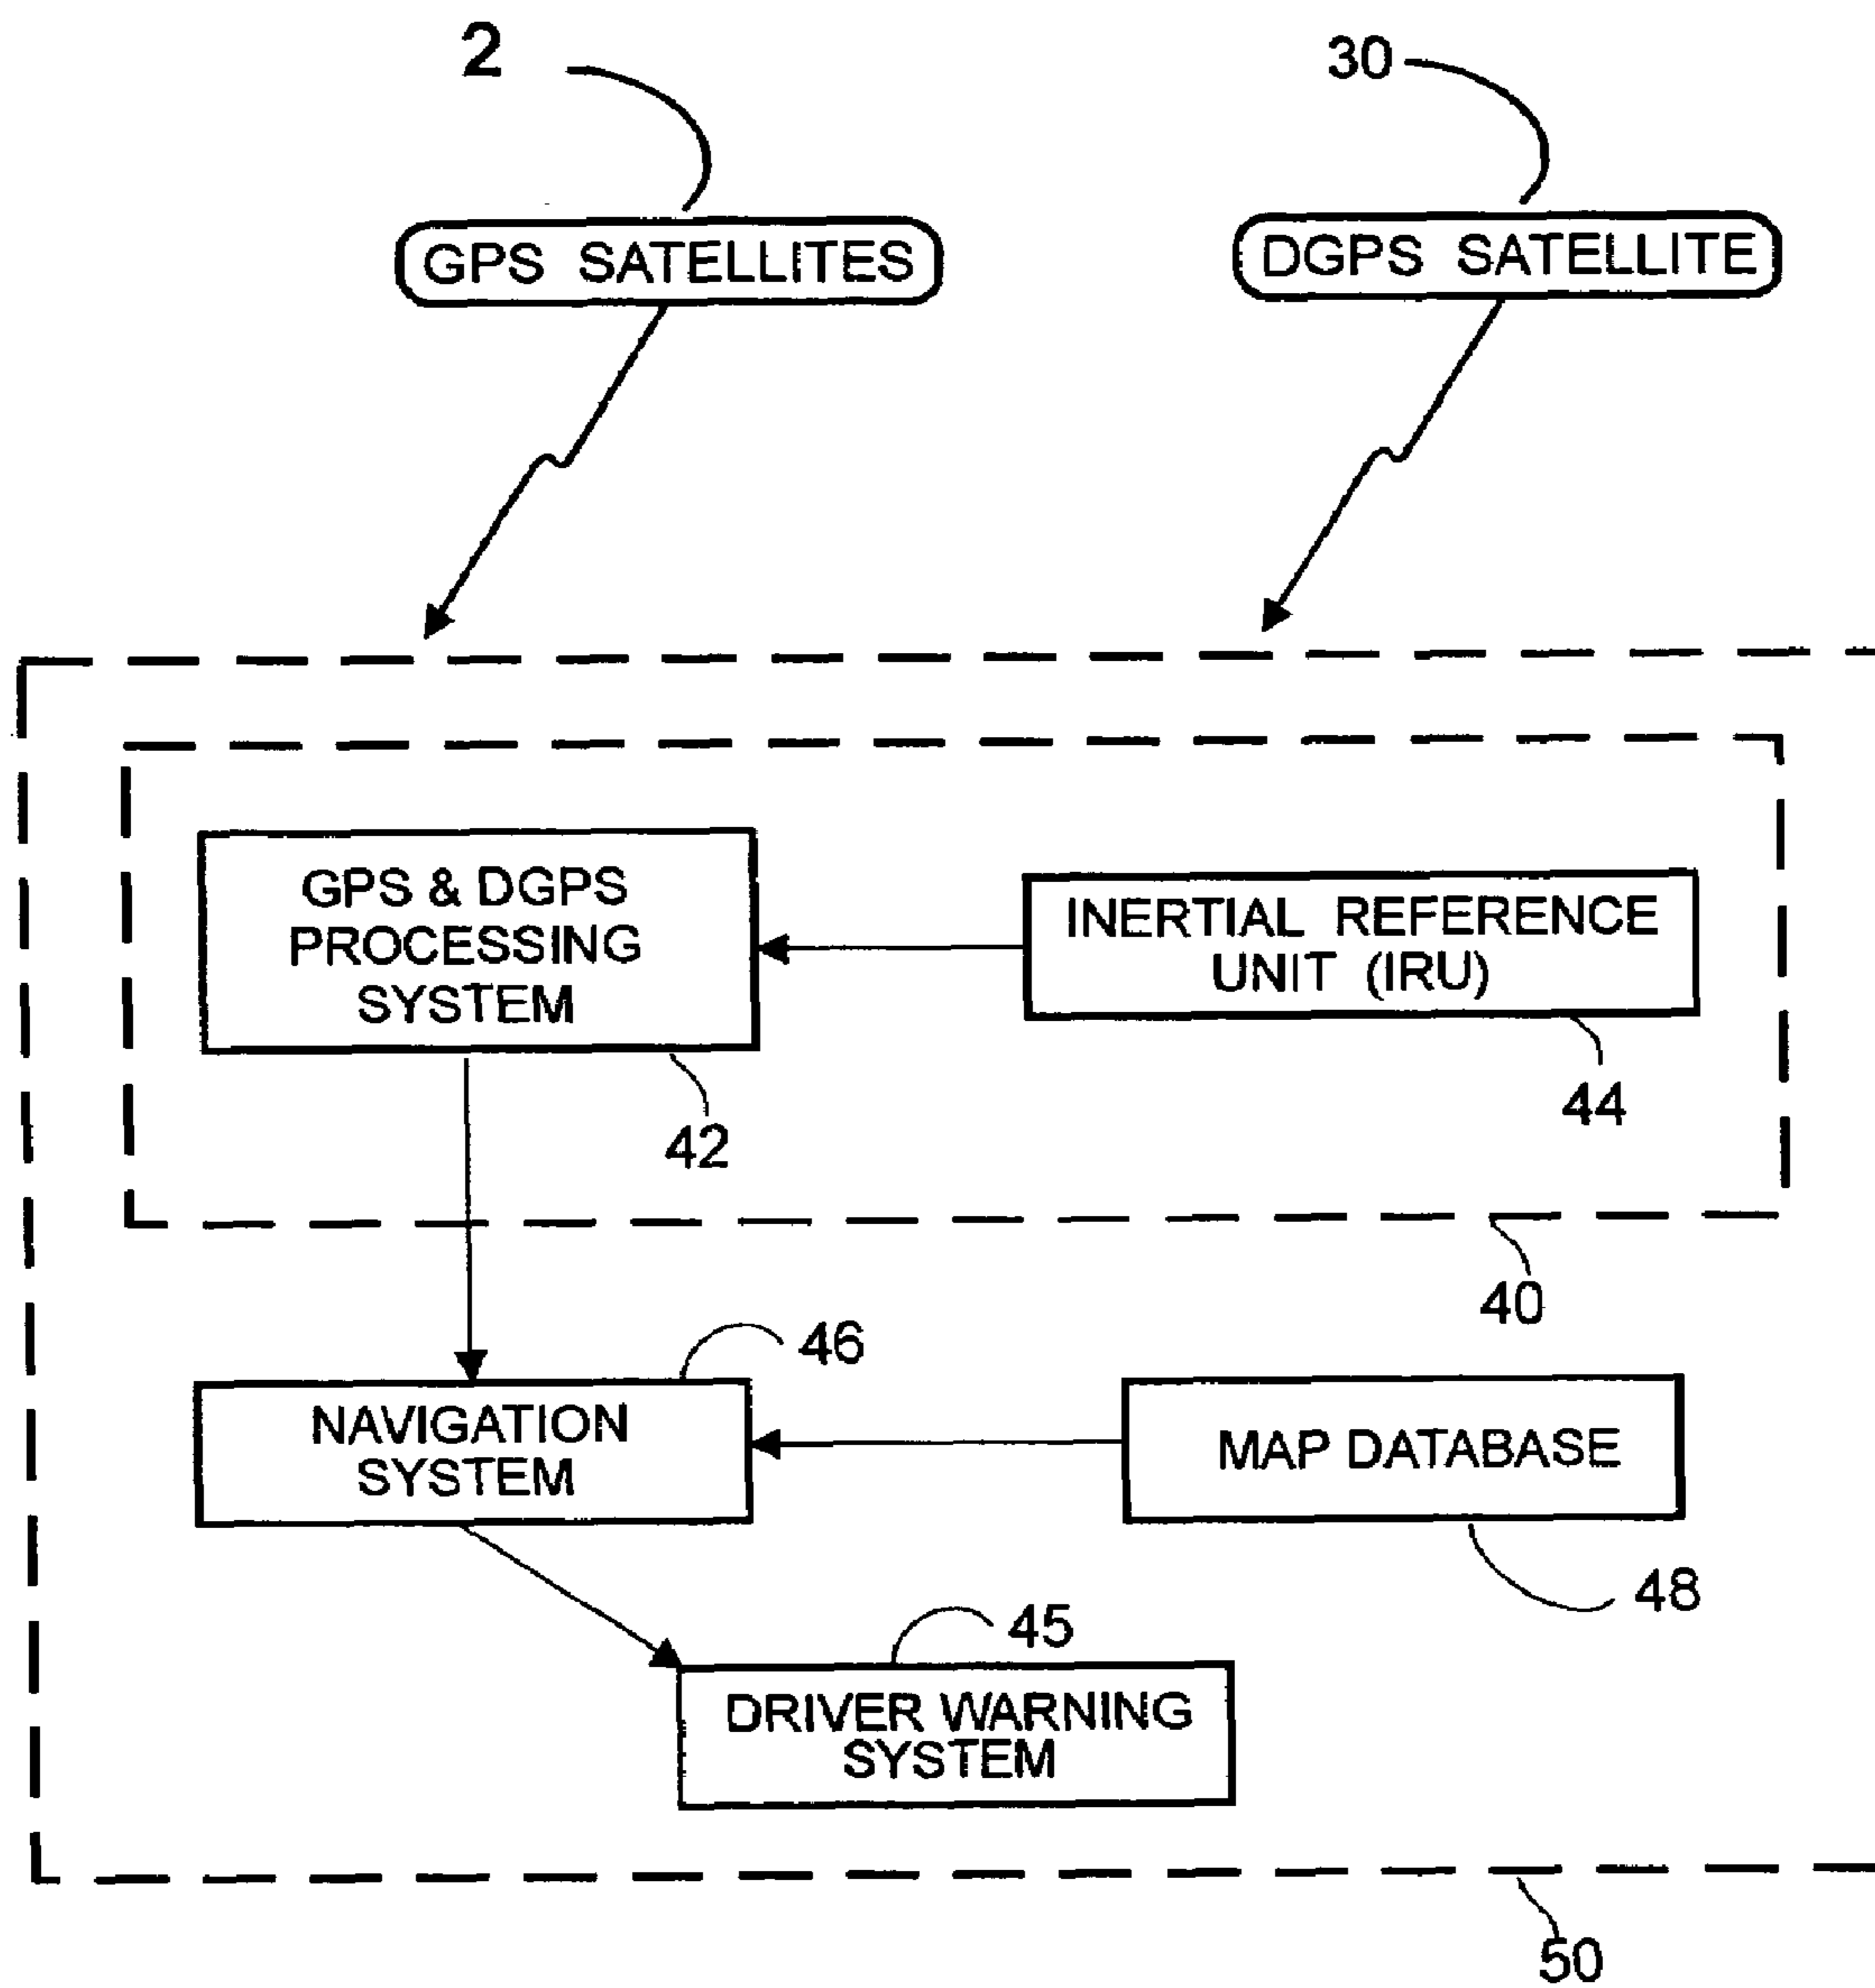 2
30
GPS SATELLITES
DGPS SATELLITE
GPS & DGPS
PROCESSING
SYSTEM
INERTIAL REFERENCE
UNIT (IRU)
44
42
40
46
NAVIGATION
SYSTEM
MAP DATABASE
48
45
DRIVER WARNING
SYSTEM
50